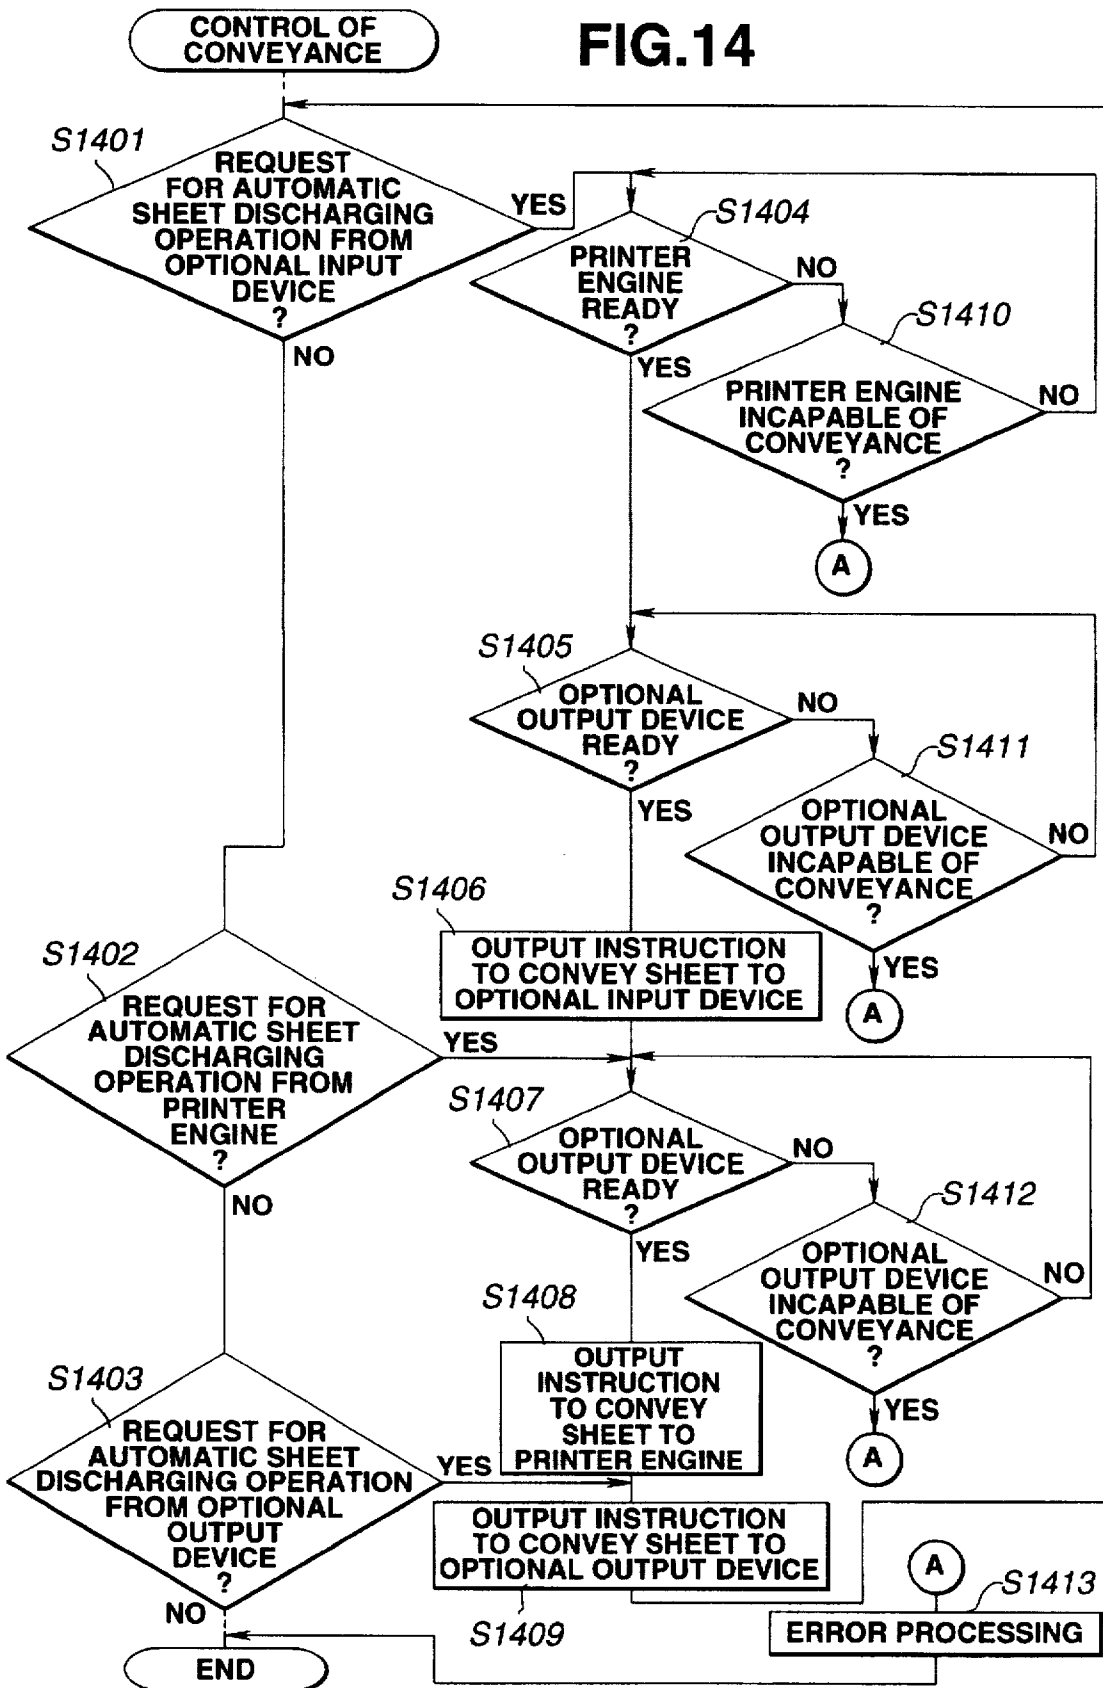 FIG.14
CONTROL OF
CONVEYANCE
S1401
REQUEST
FOR AUTOMATIC
SHEET DISCHARGING
OPERATION FROM
OPTIONAL INPUT
DEVICE
?
YES
NO
S1404
PRINTER
ENGINE
READY
?
NO
YES
S1410
PRINTER ENGINE
INCAPABLE OF
CONVEYANCE
?
NO
YES
A
S1405
OPTIONAL
OUTPUT DEVICE
READY
?
NO
YES
S1411
OPTIONAL
OUTPUT DEVICE
INCAPABLE OF
CONVEYANCE
?
NO
YES
A
S1406
OUTPUT INSTRUCTION
TO CONVEY SHEET TO
OPTIONAL INPUT DEVICE
S1402
REQUEST FOR
AUTOMATIC SHEET
DISCHARGING
OPERATION FROM
PRINTER
ENGINE
?
YES
NO
S1407
OPTIONAL
OUTPUT DEVICE
READY
?
NO
YES
S1412
OPTIONAL
OUTPUT DEVICE
INCAPABLE OF
CONVEYANCE
?
NO
YES
A
S1408
OUTPUT
INSTRUCTION
TO CONVEY
SHEET TO
PRINTER ENGINE
S1403
REQUEST FOR
AUTOMATIC SHEET
DISCHARGING OPERATION
FROM OPTIONAL
OUTPUT
DEVICE
?
YES
NO
OUTPUT INSTRUCTION
TO CONVEY SHEET TO
OPTIONAL OUTPUT DEVICE
S1409
A
S1413
ERROR PROCESSING
END